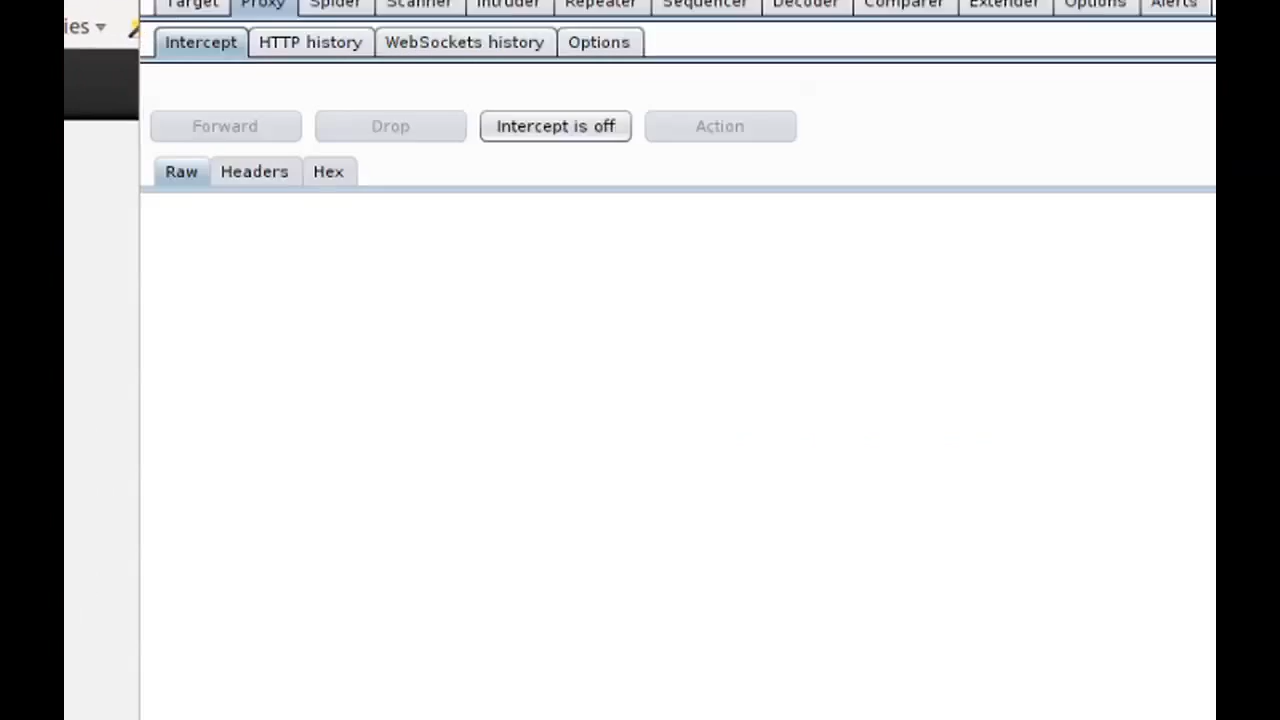 Target Proxy Spider Scanner Intruder Repeater Sequencer Decoder Comparer Extender Options Alerts
ies
Intercept HTTP history WebSockets history Options
Forward Drop Intercept is off Action
Raw Headers Hex